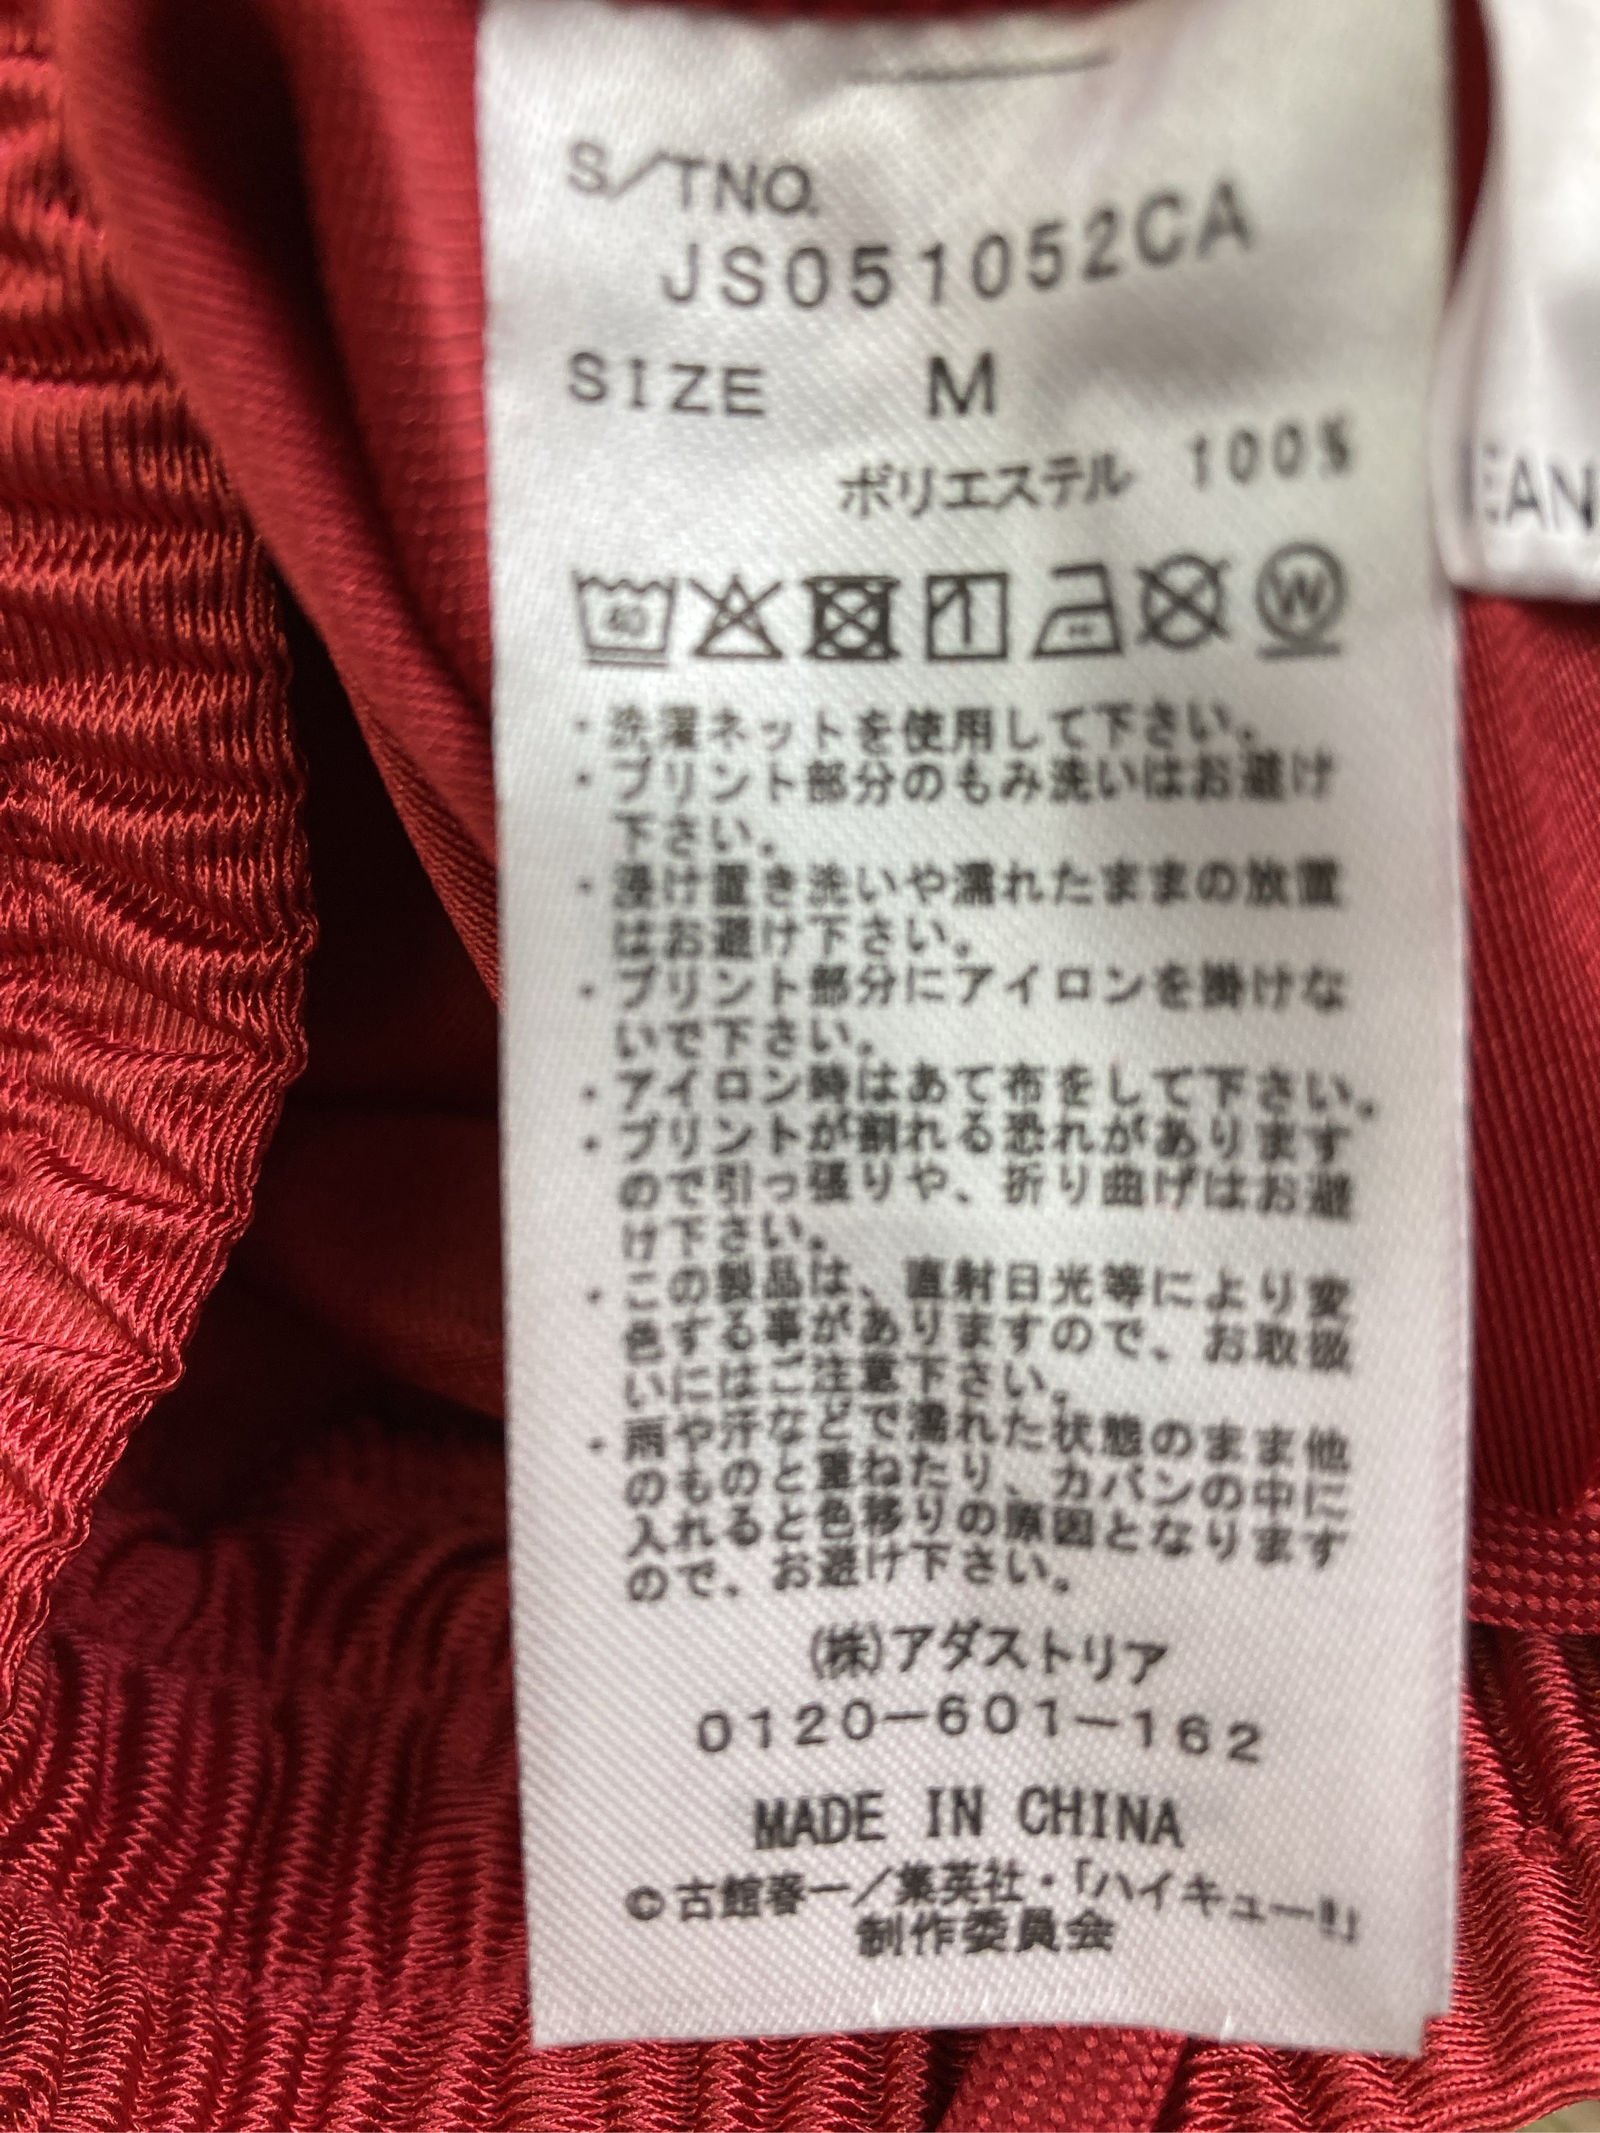 S/TNO.
JS051052CA
SIZE M
ポリエステル 100%
40
W
・洗濯ネットを使用して下さい。
・プリント部分のもみ洗いはお避け
下さい。
・浸け置き洗いや濡れたままの放置
はお避け下さい。
・プリント部分にアイロンを掛けな
いで下さい。
・アイロン時はあて布をして下さい。
・プリントが割れる恐れがあります
ので引っ張りや、折り曲げはお避
け下さい。
・この製品は、直射日光等により変
色する事がありますので、お取扱
いにはご注意下さい。
・雨や汗などで濡れた状態のまま他
のものと重ねたり、カバンの中に
入れると色移りの原因となります
ので、お避け下さい。
(株)アダストリア
0120-601-162
MADE IN CHINA
©古舘春一／集英社・「ハイキュー!!」
制作委員会
EAN